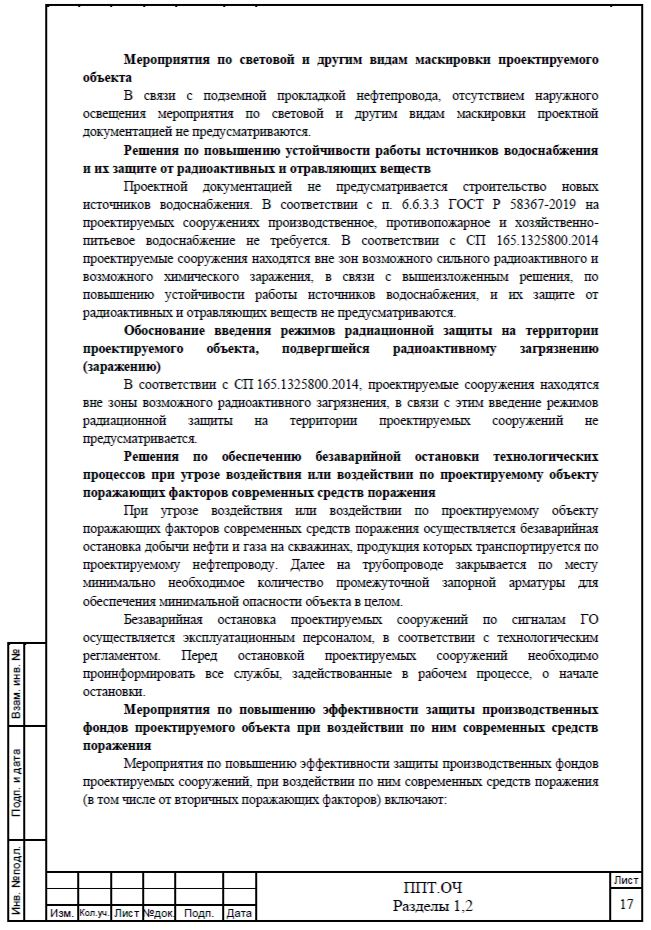 Мероприятия по световой и другим видам маскировки проектируемого
объекта
В связи с подземной прокладкой нефтепровода, отсутствием наружного
освещения мероприятия по световой и другим видам маскировки проектной
документацией не предусматриваются.
Решения по повышению устойчивости работы источников водоснабжения
и их защите от радиоактивных и отравляющих веществ
Проектной документацией не предусматривается строительство новых
источников водоснабжения. В соответствии с п. 6.6.3.3 ГОСТ Р 58367-2019 на
проектируемых сооружениях производственное, противопожарное и хозяйственно-
питьевое водоснабжение не требуется. В соответствии с СП 165.1325800.2014
проектируемые сооружения находятся вне зон возможного сильного радиоактивного и
возможного химического заражения, в связи с вышеизложенным решения, по
повышению устойчивости работы источников водоснабжения, и их защите от
радиоактивных и отравляющих веществ не предусматриваются.
Обоснование введения режимов радиационной защиты на территории
проектируемого объекта, подвергшейся радиоактивному загрязнению
(заражению)
В соответствии с СП 165.1325800.2014, проектируемые сооружения находятся
вне зоны возможного радиоактивного загрязнения, в связи с этим введение режимов
радиационной защиты на территории проектируемых сооружений не
предусматривается.
Решения по обеспечению безаварийной остановки технологических
процессов при угрозе воздействия или воздействии по проектируемому объекту
поражающих факторов современных средств поражения
При угрозе воздействия или воздействии по проектируемому объекту
поражающих факторов современных средств поражения осуществляется безаварийная
остановка добычи нефти и газа на скважинах, продукция которых транспортируется по
проектируемому нефтепроводу. Далее на трубопроводе закрывается по месту
минимально необходимое количество промежуточной запорной арматуры для
обеспечения минимальной опасности объекта в целом.
Безаварийная остановка проектируемых сооружений по сигналам ГО
осуществляется эксплуатационным персоналом, в соответствии с технологическим
регламентом. Перед остановкой проектируемых сооружений необходимо
проинформировать все службы, задействованные в рабочем процессе, о начале
остановки.
Мероприятия по повышению эффективности защиты производственных
фондов проектируемого объекта при воздействии по ним современных средств
поражения
Мероприятия по повышению эффективности защиты производственных фондов
проектируемых сооружений, при воздействии по ним современных средств поражения
(в том числе от вторичных поражающих факторов) включают:
Взам. инв. №
Подп. и дата
Инв. №подл.
Изм. Кол.уч. Лист №док. Подп. Дата
ППТ.ОЧ
Разделы 1,2
Лист
17